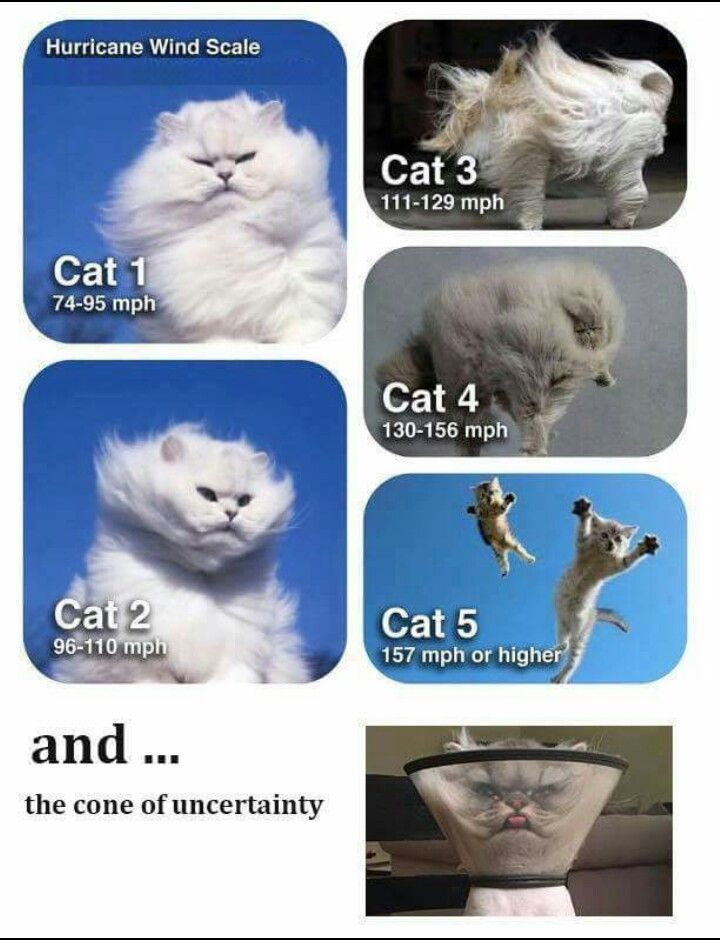 Hurricane Wind Scale
Cat 1
74-95 mph
Cat 2
96-110 mph
Cat 3
111-129 mph
Cat 4
130-156 mph
Cat 5
157 mph or higher
and ...
the cone of uncertainty